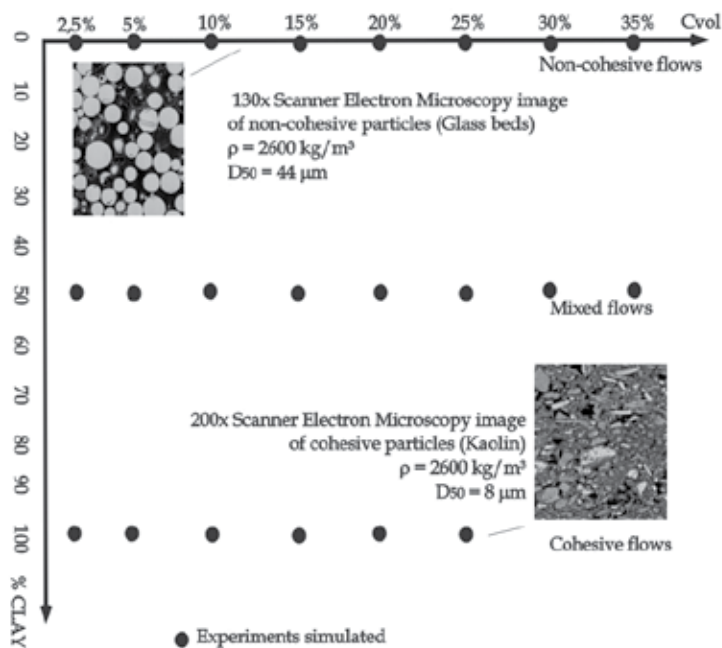 2,5% 5% 10% 15% 20% 25% 30% 35% Cvol
0
Non-cohesive flows
10
130x Scanner Electron Microscopy image
of non-cohesive particles (Glass beds)
ρ = 2600 kg/m³
D50 = 44 μm
20
30
40
50
Mixed flows
60
70
200x Scanner Electron Microscopy image
of cohesive particles (Kaolin)
ρ = 2600 kg/m³
D50 = 8 μm
80
90
100
Cohesive flows
% CLAY
Experiments simulated